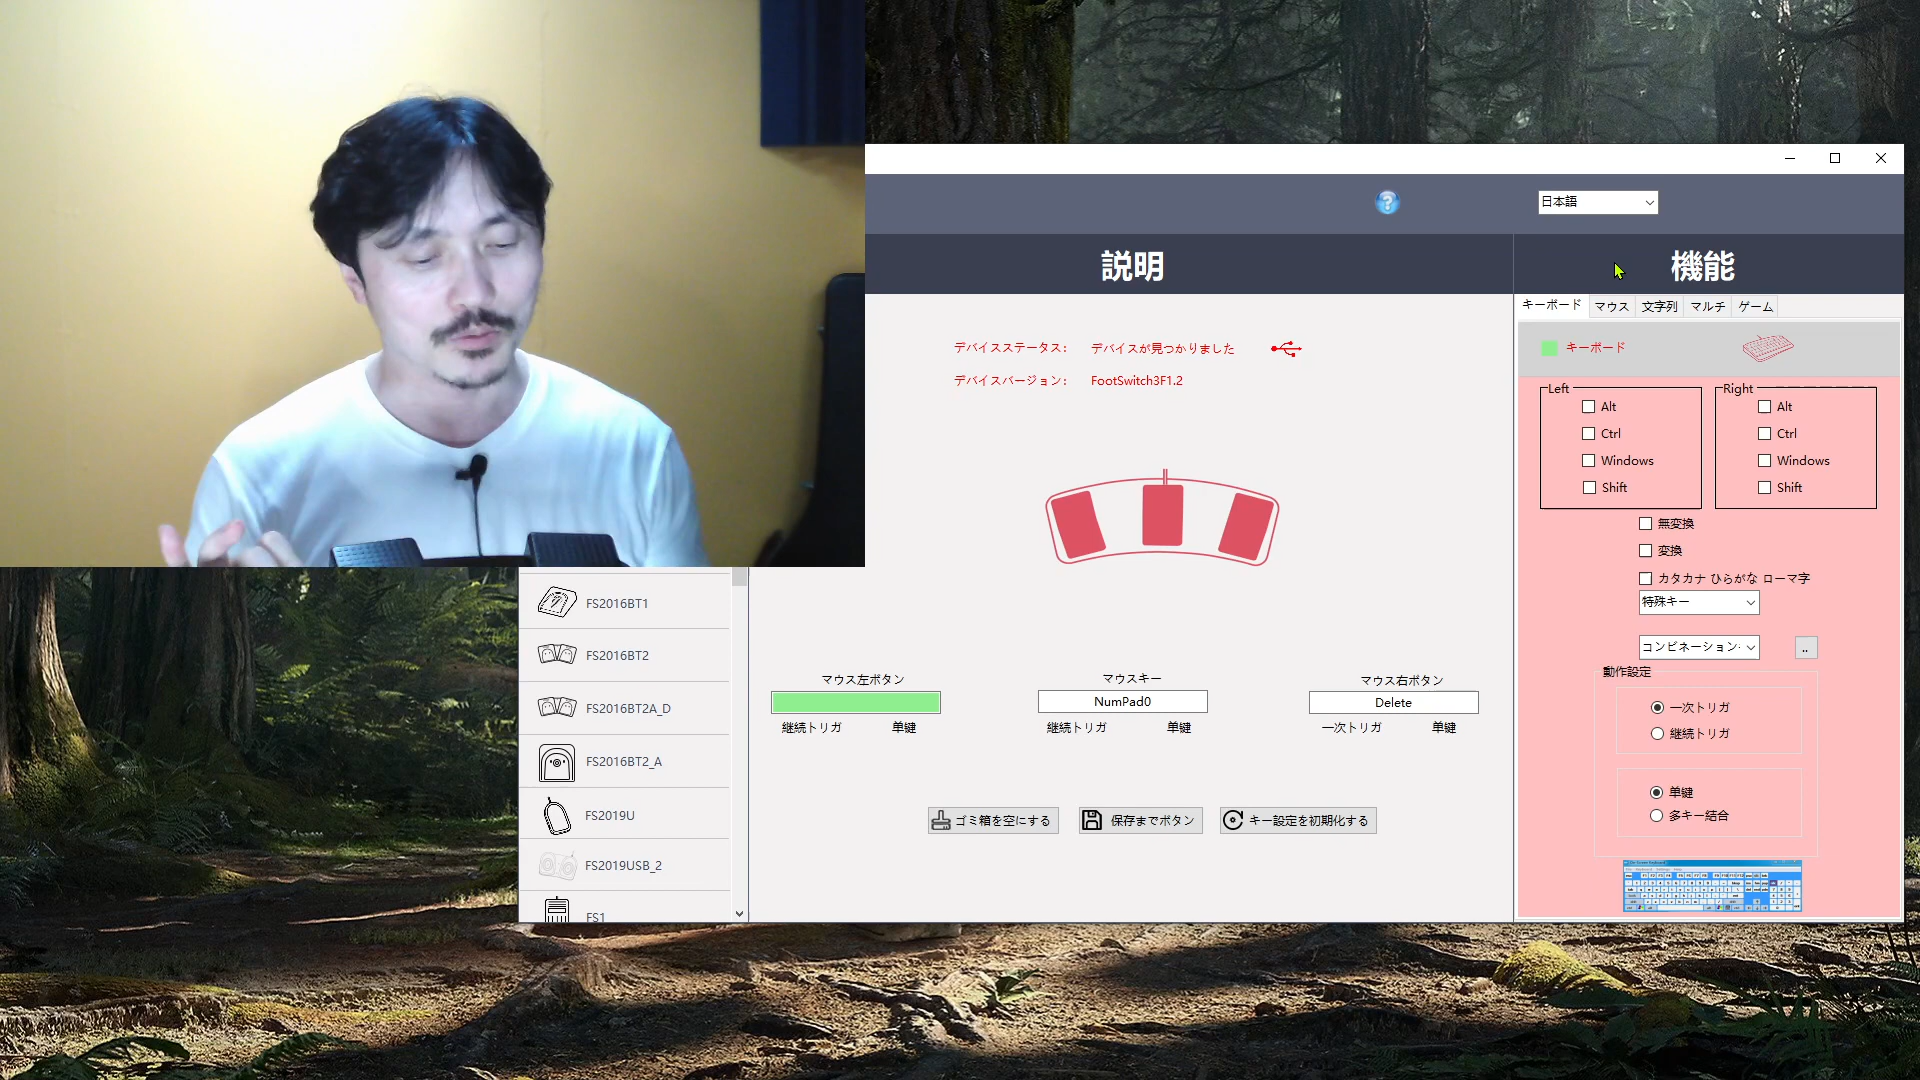 日本語
説明
機能
キーボード マウス 文字列 マルチ ゲーム
デバイスステータス: デバイスが見つかりました
デバイスバージョン: FootSwitch3F1.2
キーボード
Left
Alt
Ctrl
Windows
Shift
Right
Alt
Ctrl
Windows
Shift
無変換
変換
カタカナ ひらがな ローマ字
特殊キー
コンビネーション
..
動作設定
一次トリガ
継続トリガ
单键
多キー結合
FS2016BT1
FS2016BT2
FS2016BT2A_D
FS2016BT2_A
FS2019U
FS2019USB_2
FS1
マウス左ボタン
継続トリガ 单鍵
マウスキー
NumPad0
継続トリガ 单鍵
マウス右ボタン
Delete
一次トリガ 单鍵
ゴミ箱を空にする
保存までボタン
キー設定を初期化する